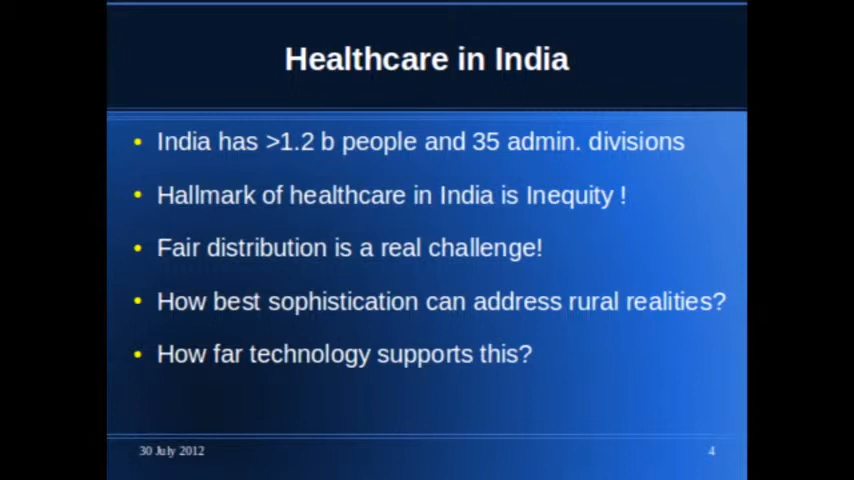 Healthcare in India
• India has >1.2 b people and 35 admin. divisions
• Hallmark of healthcare in India is Inequity !
• Fair distribution is a real challenge!
• How best sophistication can address rural realities?
• How far technology supports this?
30 July 2012
4